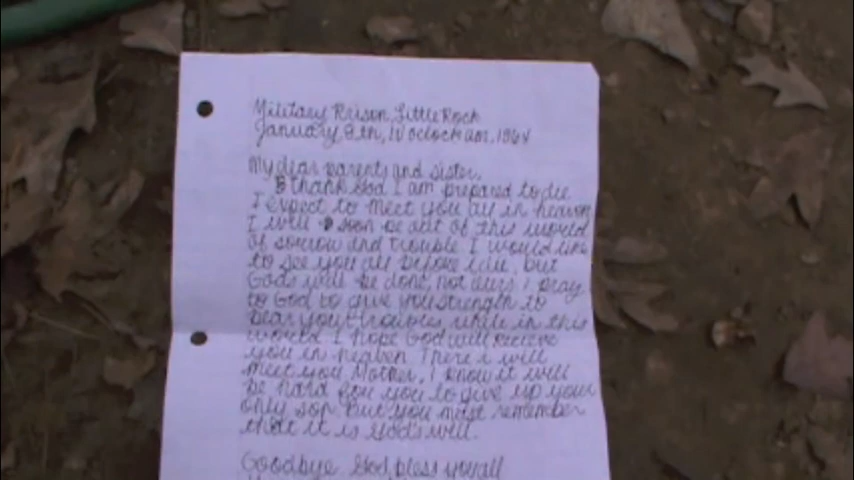 Military Prison, Little Rock
January 8th, 10 oclock am, 1864
My dear parents and sister,
thank God I am prepared to die
I expect to meet you all in heaven
I will soon be out of this world
of sorrow and trouble I would like
to see you all before I die, but
Gods will be done, not ours. I pray
to God to give you strength to
bear your troubles while in this
world. I hope God will recieve
you in heaven There i will
meet you Mother, I know it will
be hard for you to give up your
only son but you must remember
that it is God's will.
Goodbye God bless you all